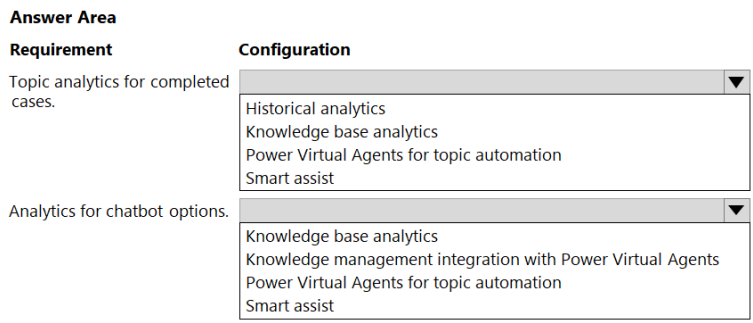 Answer Area
Requirement Configuration
Topic analytics for completed
cases.
Historical analytics
Knowledge base analytics
Power Virtual Agents for topic automation
Smart assist
Analytics for chatbot options.
Knowledge base analytics
Knowledge management integration with Power Virtual Agents
Power Virtual Agents for topic automation
Smart assist